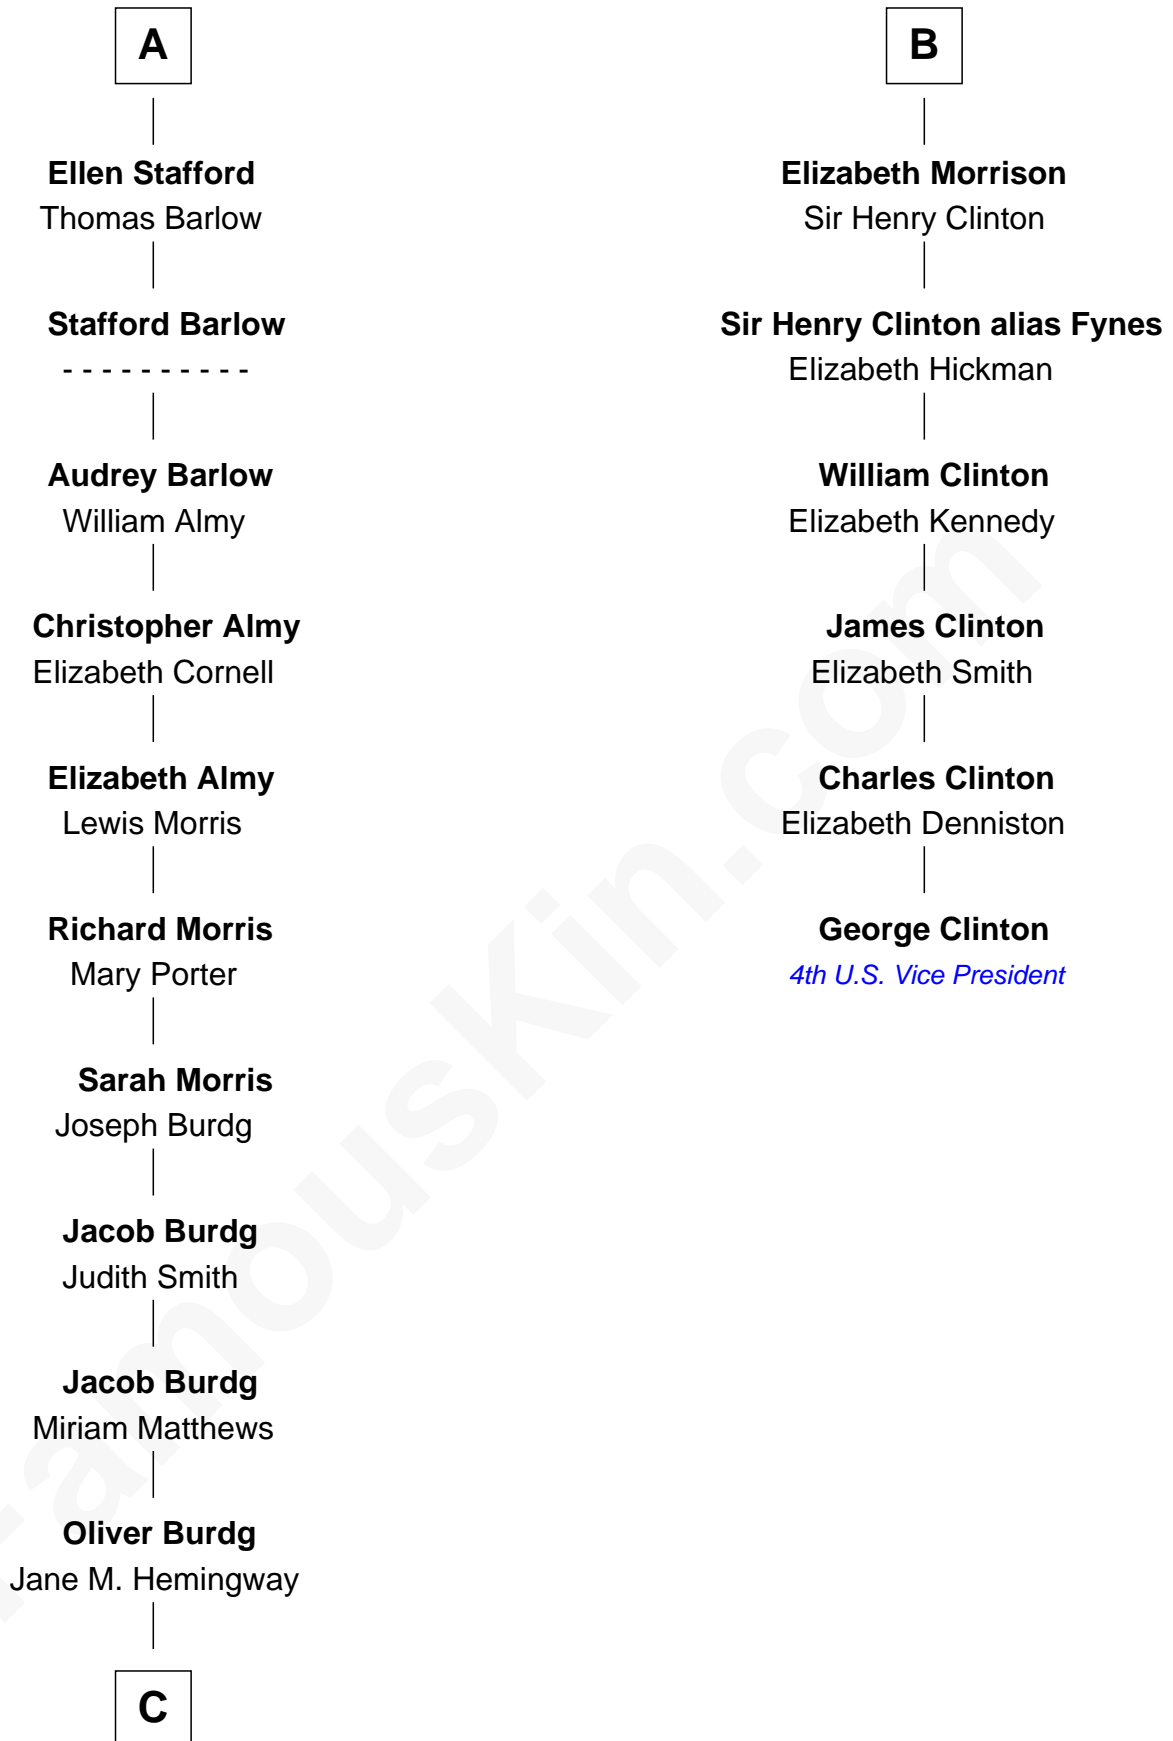 A
Ellen Stafford
Thomas Barlow
Stafford Barlow
- - - - - - - - - -
Audrey Barlow
William Almy
Christopher Almy
Elizabeth Cornell
Elizabeth Almy
Lewis Morris
Richard Morris
Mary Porter
Sarah Morris
Joseph Burdg
Jacob Burdg
Judith Smith
Jacob Burdg
Miriam Matthews
Oliver Burdg
Jane M. Hemingway
C
B
Elizabeth Morrison
Sir Henry Clinton
Sir Henry Clinton alias Fynes
Elizabeth Hickman
William Clinton
Elizabeth Kennedy
James Clinton
Elizabeth Smith
Charles Clinton
Elizabeth Denniston
George Clinton
4th U.S. Vice President
FamousKin.com